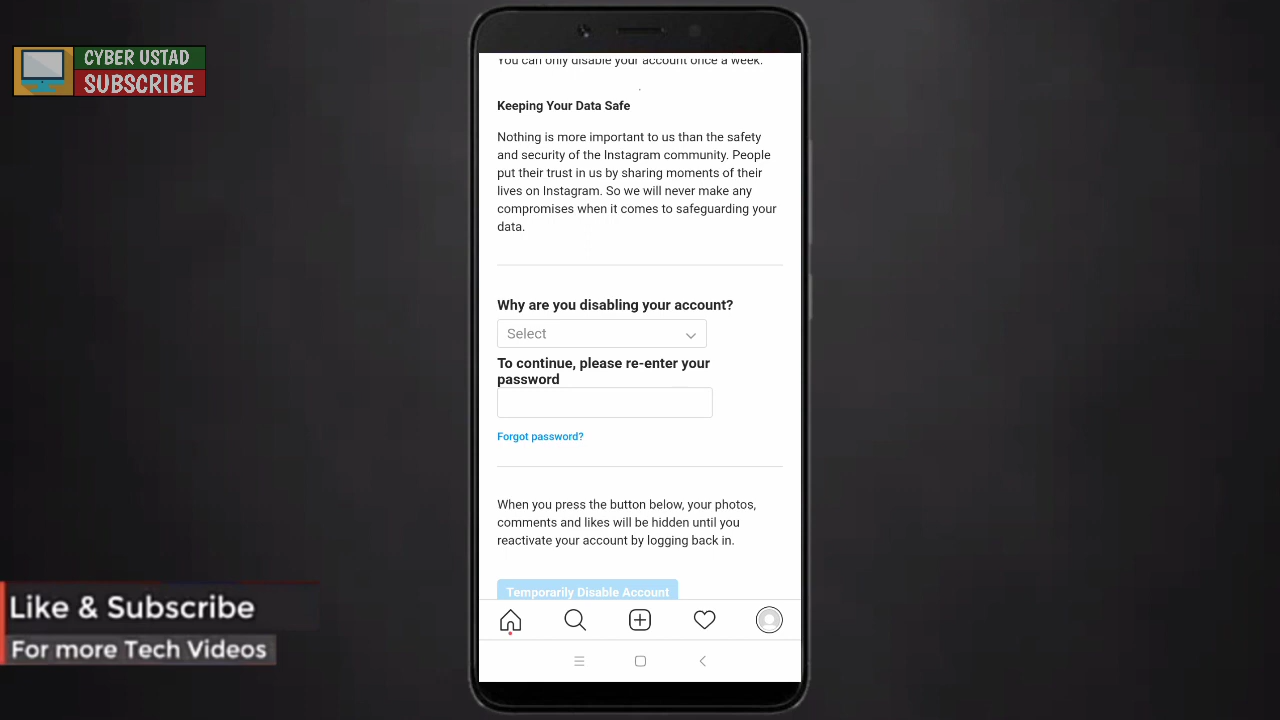 CYBER USTAD
SUBSCRIBE
You can only disable your account once a week.
Keeping Your Data Safe
Nothing is more important to us than the safety
and security of the Instagram community. People
put their trust in us by sharing moments of their
lives on Instagram. So we will never make any
compromises when it comes to safeguarding your
data.
Why are you disabling your account?
Select
To continue, please re-enter your
password
Forgot password?
When you press the button below, your photos,
comments and likes will be hidden until you
reactivate your account by logging back in.
Temporarily Disable Account
Like & Subscribe
For more Tech Videos